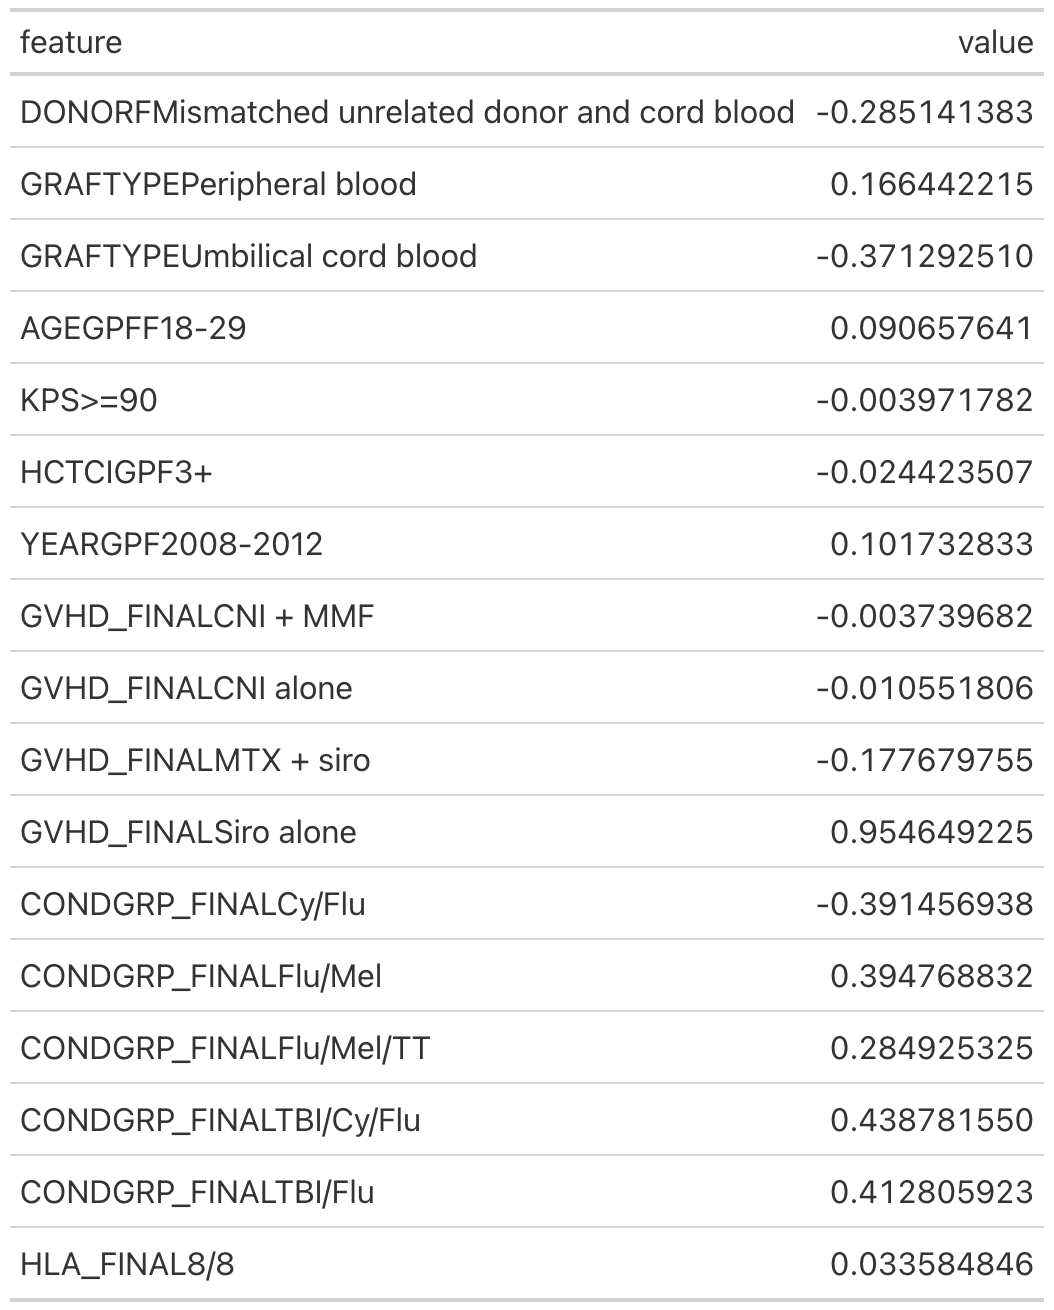 feature value
DONORFMismatched unrelated donor and cord blood -0.285141383
GRAFTYPEPeripheral blood 0.166442215
GRAFTYPEUmbilical cord blood -0.371292510
AGEGPFF18-29 0.090657641
KPS>=90 -0.003971782
HCTCIGPF3+ -0.024423507
YEARGPF2008-2012 0.101732833
GVHD_FINALCNI + MMF -0.003739682
GVHD_FINALCNI alone -0.010551806
GVHD_FINALMTX + siro -0.177679755
GVHD_FINALSiro alone 0.954649225
CONDGRP_FINALCy/Flu -0.391456938
CONDGRP_FINALFlu/Mel 0.394768832
CONDGRP_FINALFlu/Mel/TT 0.284925325
CONDGRP_FINALTBI/Cy/Flu 0.438781550
CONDGRP_FINALTBI/Flu 0.412805923
HLA_FINAL8/8 0.033584846